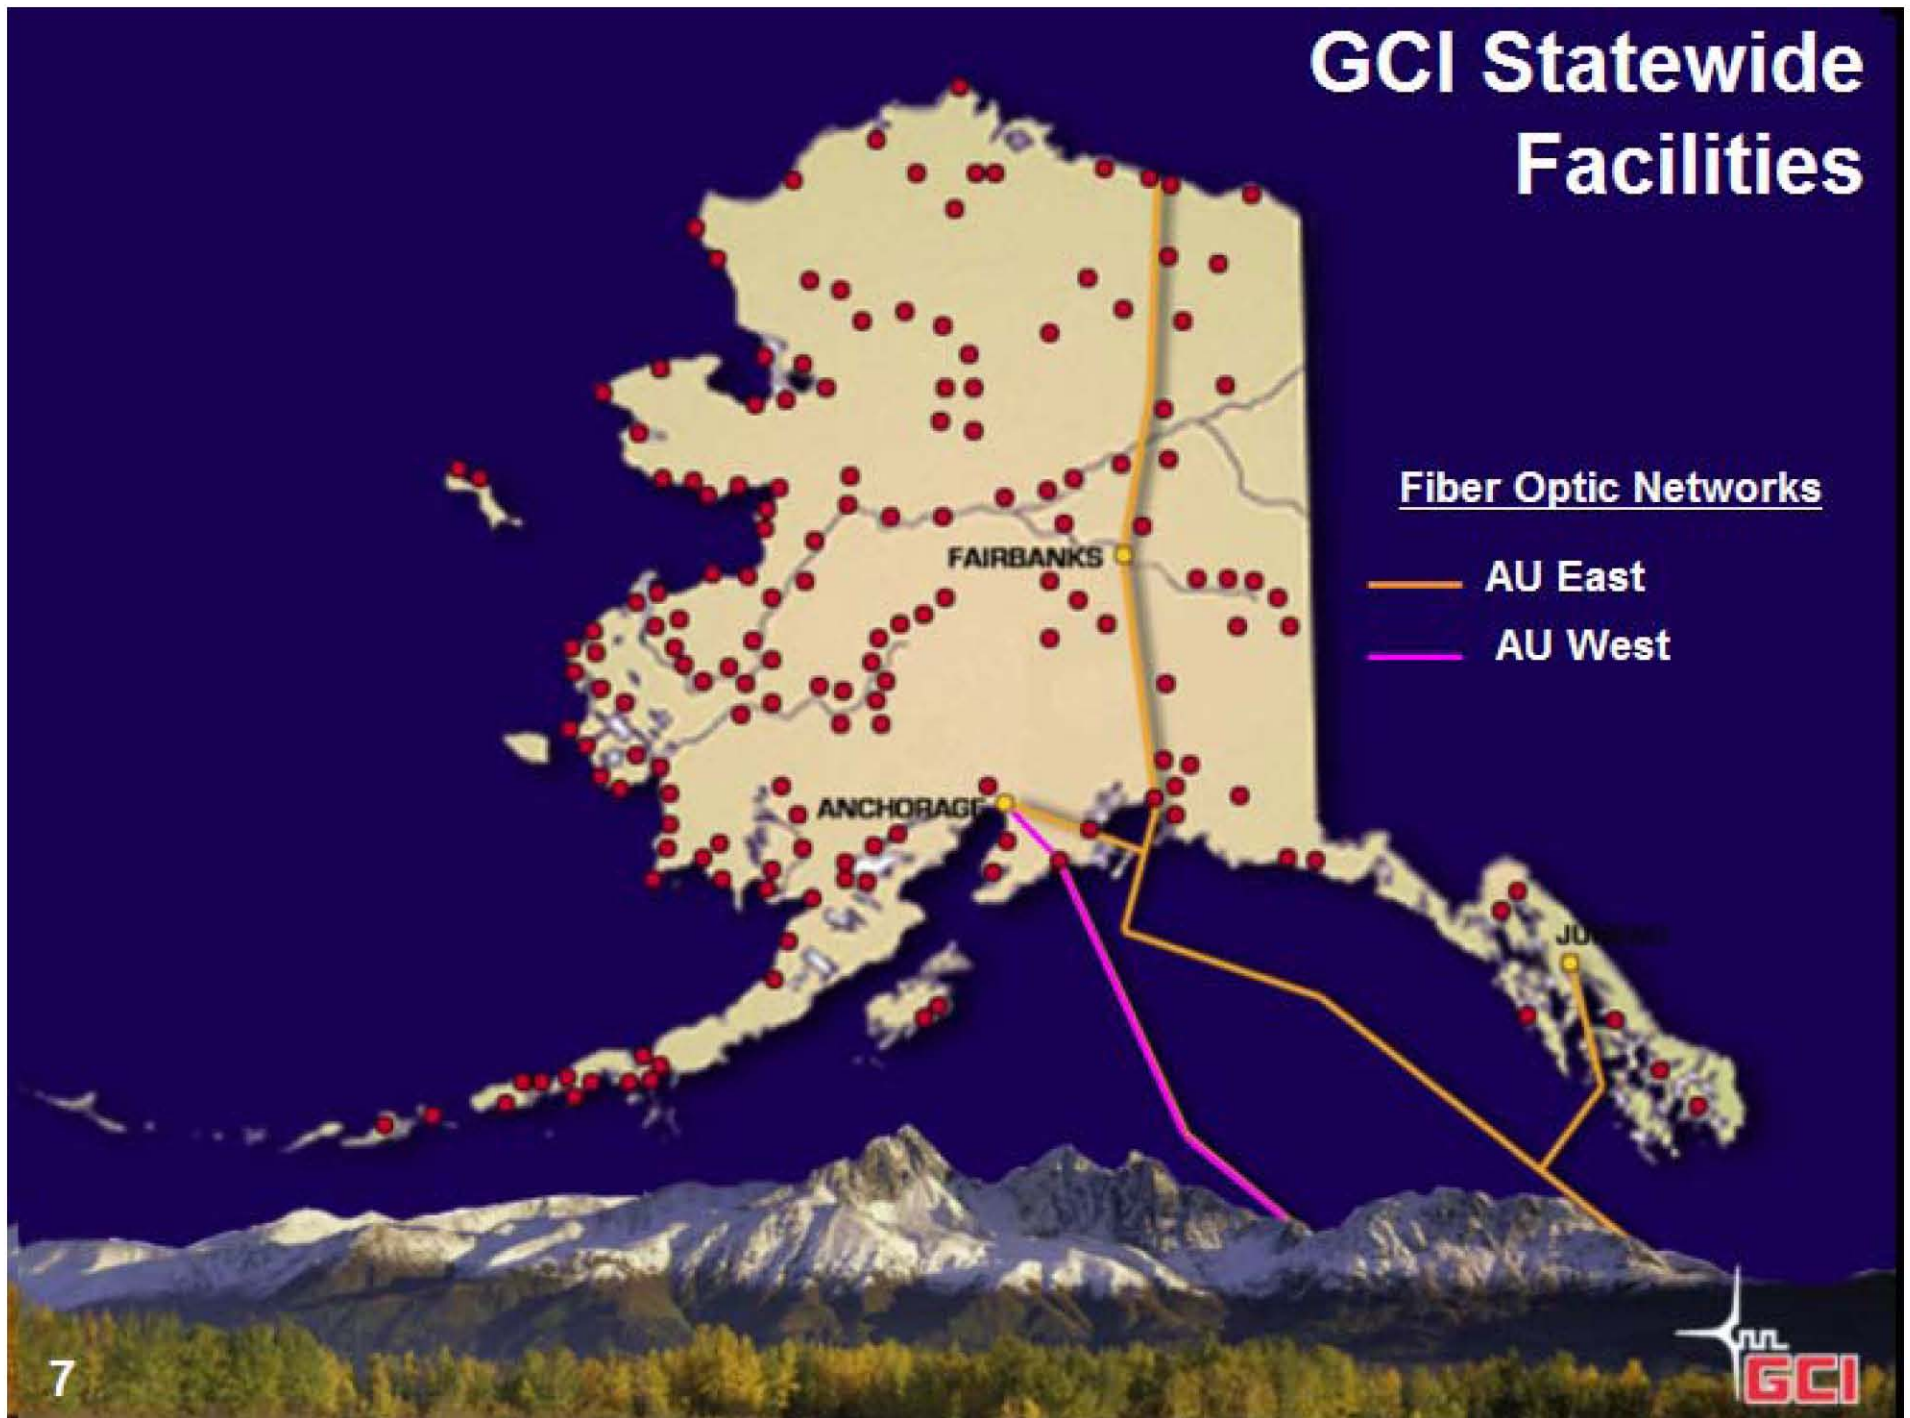 GCI Statewide
Facilities
Fiber Optic Networks
AU East
AU West
FAIRBANKS
ANCHORAGE
7
GCI